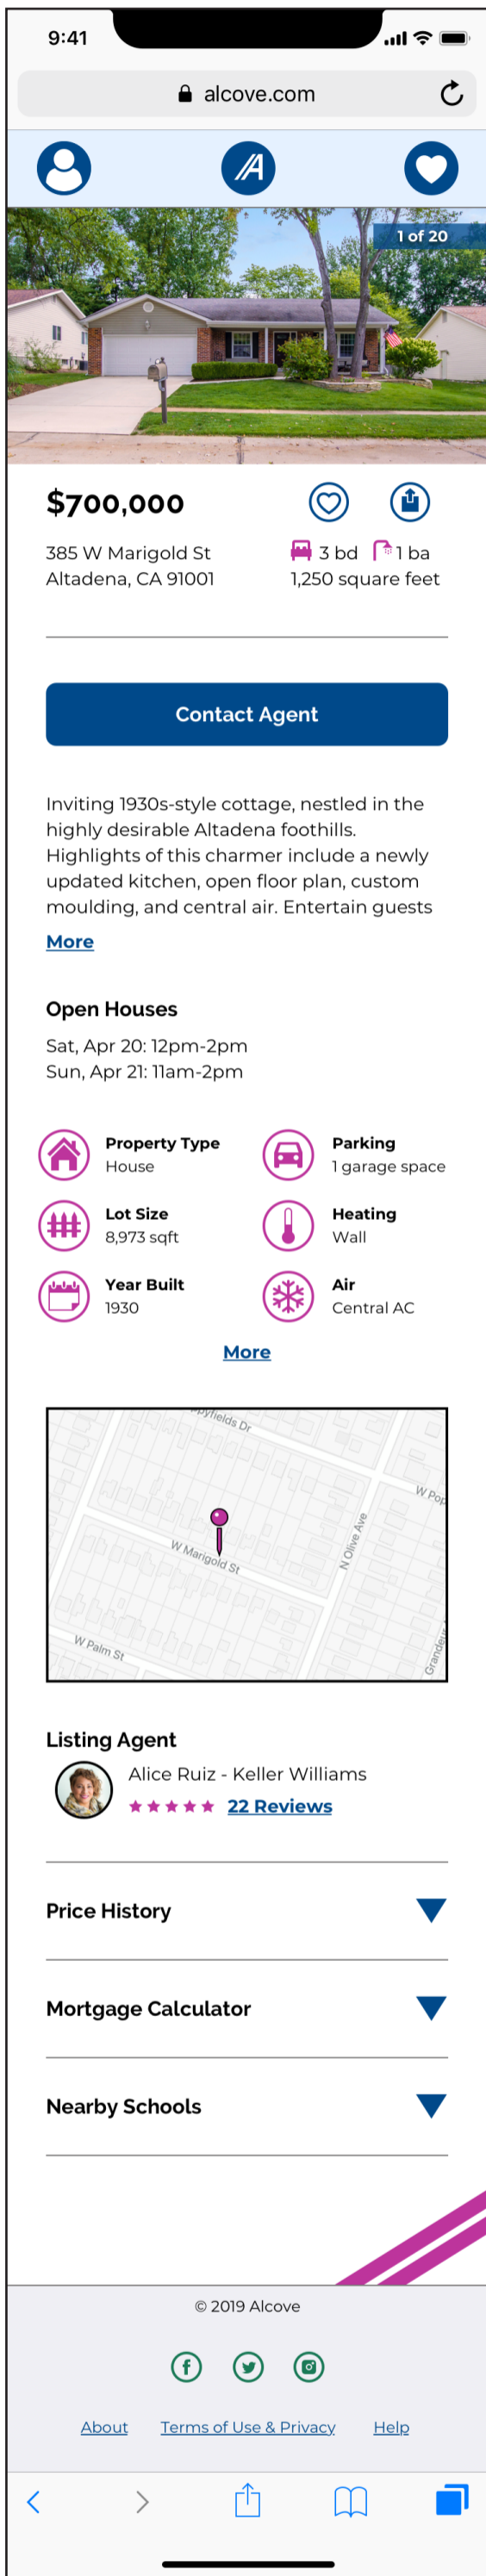 9:41
alcove.com
1 of 20
$700,000
385 W Marigold St
Altadena, CA 91001
3 bd 1 ba
1,250 square feet
Contact Agent
Inviting 1930s-style cottage, nestled in the
highly desirable Altadena foothills.
Highlights of this charmer include a newly
updated kitchen, open floor plan, custom
moulding, and central air. Entertain guests
More
Open Houses
Sat, Apr 20: 12pm-2pm
Sun, Apr 21: 11am-2pm
Property Type
House
Parking
1 garage space
Lot Size
8,973 sqft
Heating
Wall
Year Built
1930
Air
Central AC
More
ppyfields Dr
W Pop
N Olive Ave
W Marigold St
W Palm St
Grandeur
Listing Agent
Alice Ruiz - Keller Williams
22 Reviews
Price History
Mortgage Calculator
Nearby Schools
© 2019 Alcove
About Terms of Use & Privacy Help